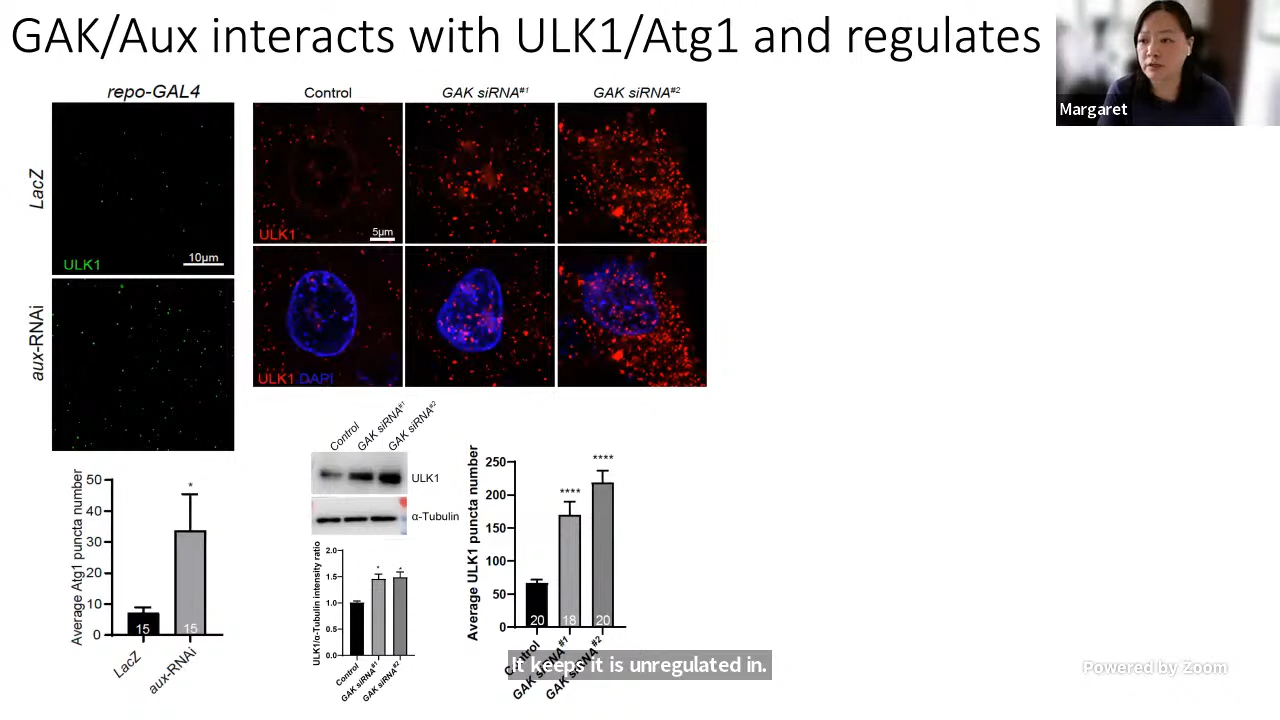 GAK/Aux interacts with ULK1/Atg1 and regulates
Margaret
repo-GAL4
LacZ
ULK1
10μm
aux-RNAi
Control
GAK siRNA#1
GAK siRNA#2
ULK1
5μm
ULK1 DAPI
Average Atg1 puncta number
50
40
30
20
10
0
*
15
15
LacZ
aux-RNAi
Control
GAK siRNA#1
GAK siRNA#2
ULK1
α-Tubulin
ULK1/α-Tubulin intensity ratio
2.0
1.5
1.0
0.5
0.0
*
*
Control
GAK siRNA#1
GAK siRNA#2
Average ULK1 puncta number
250
200
150
100
50
0
****
****
20
18
20
Control
GAK siRNA#1
GAK siRNA#2
It keeps it is unregulated in.
Powered by Zoom